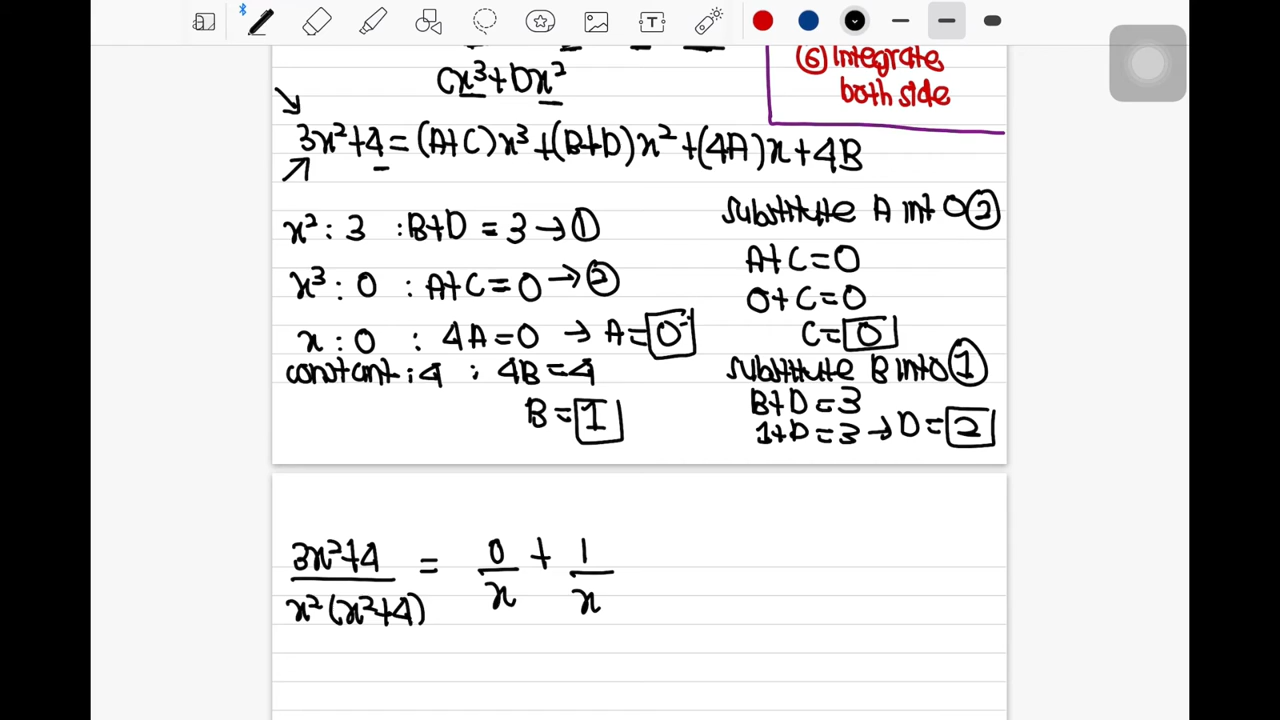 Cx³+Dx²
⑥ Integrate
both side
3x²+4 = (A+C)x³+(B+D)x²+(4A)x+4B
x² : 3 : B+D = 3 → ①
x³ : 0 : A+C = 0 → ②
x : 0 : 4A = 0 → A = 0
constant : 4 : 4B = 4
B = 1
substitute A into ②
A+C = 0
0+C = 0
C = 0
substitute B into ①
B+D = 3
1+D = 3 → D = 2
3x²+4 / x²(x²+4) = 0/x + 1/x